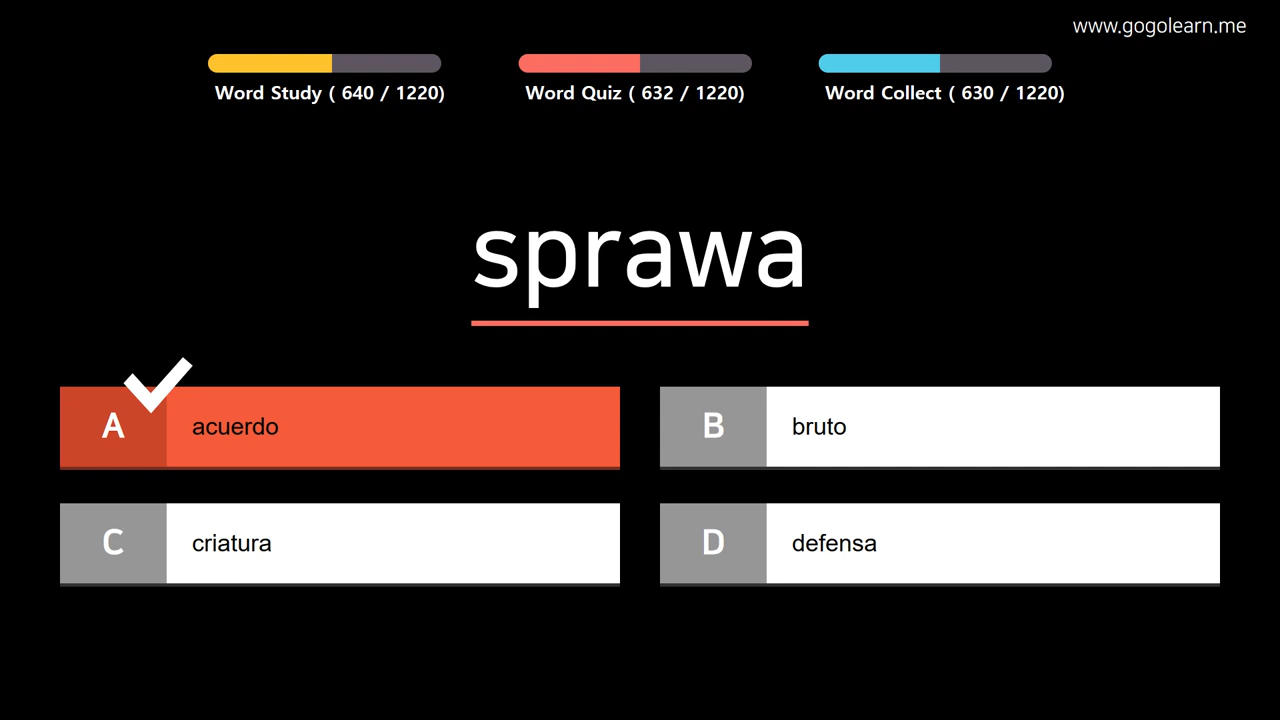 www.gogolearn.me
Word Study ( 640 / 1220)
Word Quiz ( 632 / 1220)
Word Collect ( 630 / 1220)
sprawa
A acuerdo
B bruto
C criatura
D defensa